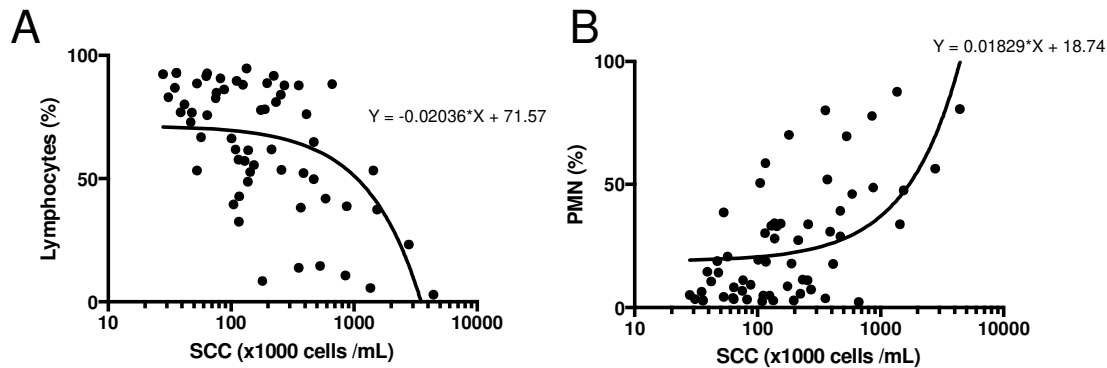 A
100
50
0
Lymphocytes (%)
Y = -0.02036*X + 71.57
10
100
1000
10000
SCC (x1000 cells /mL)
B
100
50
0
PMN (%)
Y = 0.01829*X + 18.74
10
100
1000
10000
SCC (x1000 cells /mL)